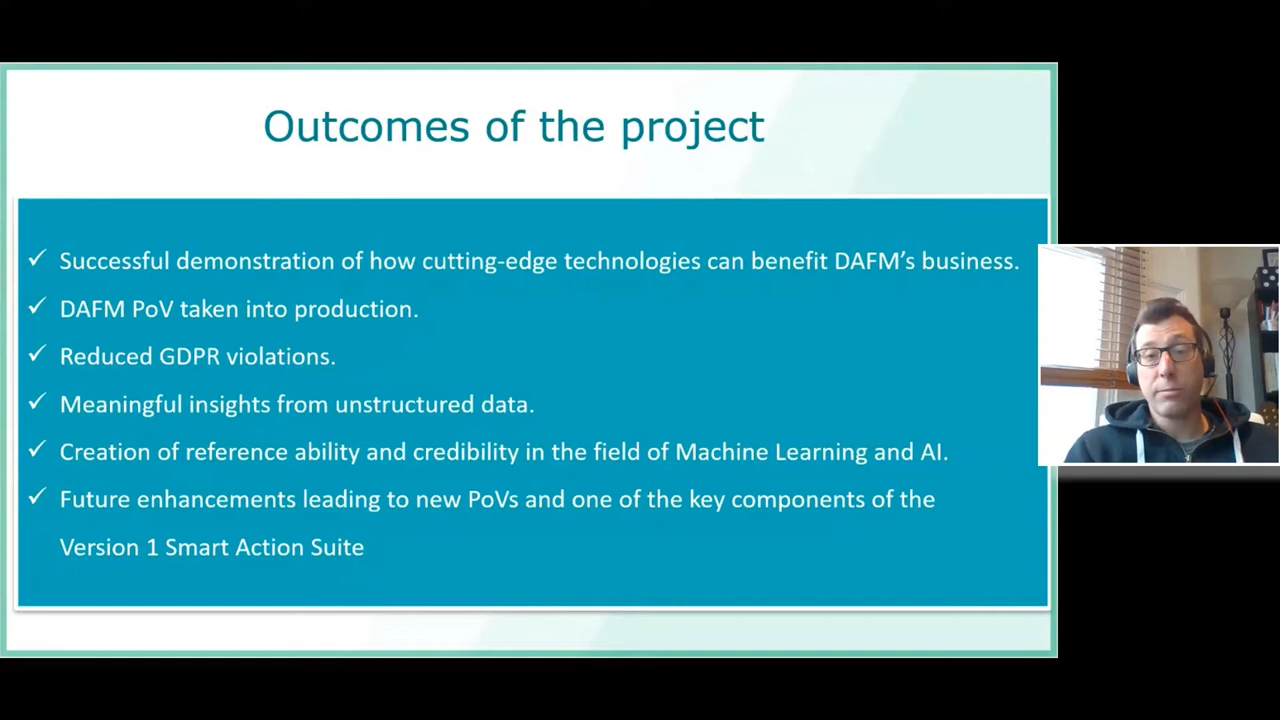 Outcomes of the project
✓ Successful demonstration of how cutting-edge technologies can benefit DAFM's business.
✓ DAFM PoV taken into production.
✓ Reduced GDPR violations.
✓ Meaningful insights from unstructured data.
✓ Creation of reference ability and credibility in the field of Machine Learning and AI.
✓ Future enhancements leading to new PoVs and one of the key components of the
Version 1 Smart Action Suite